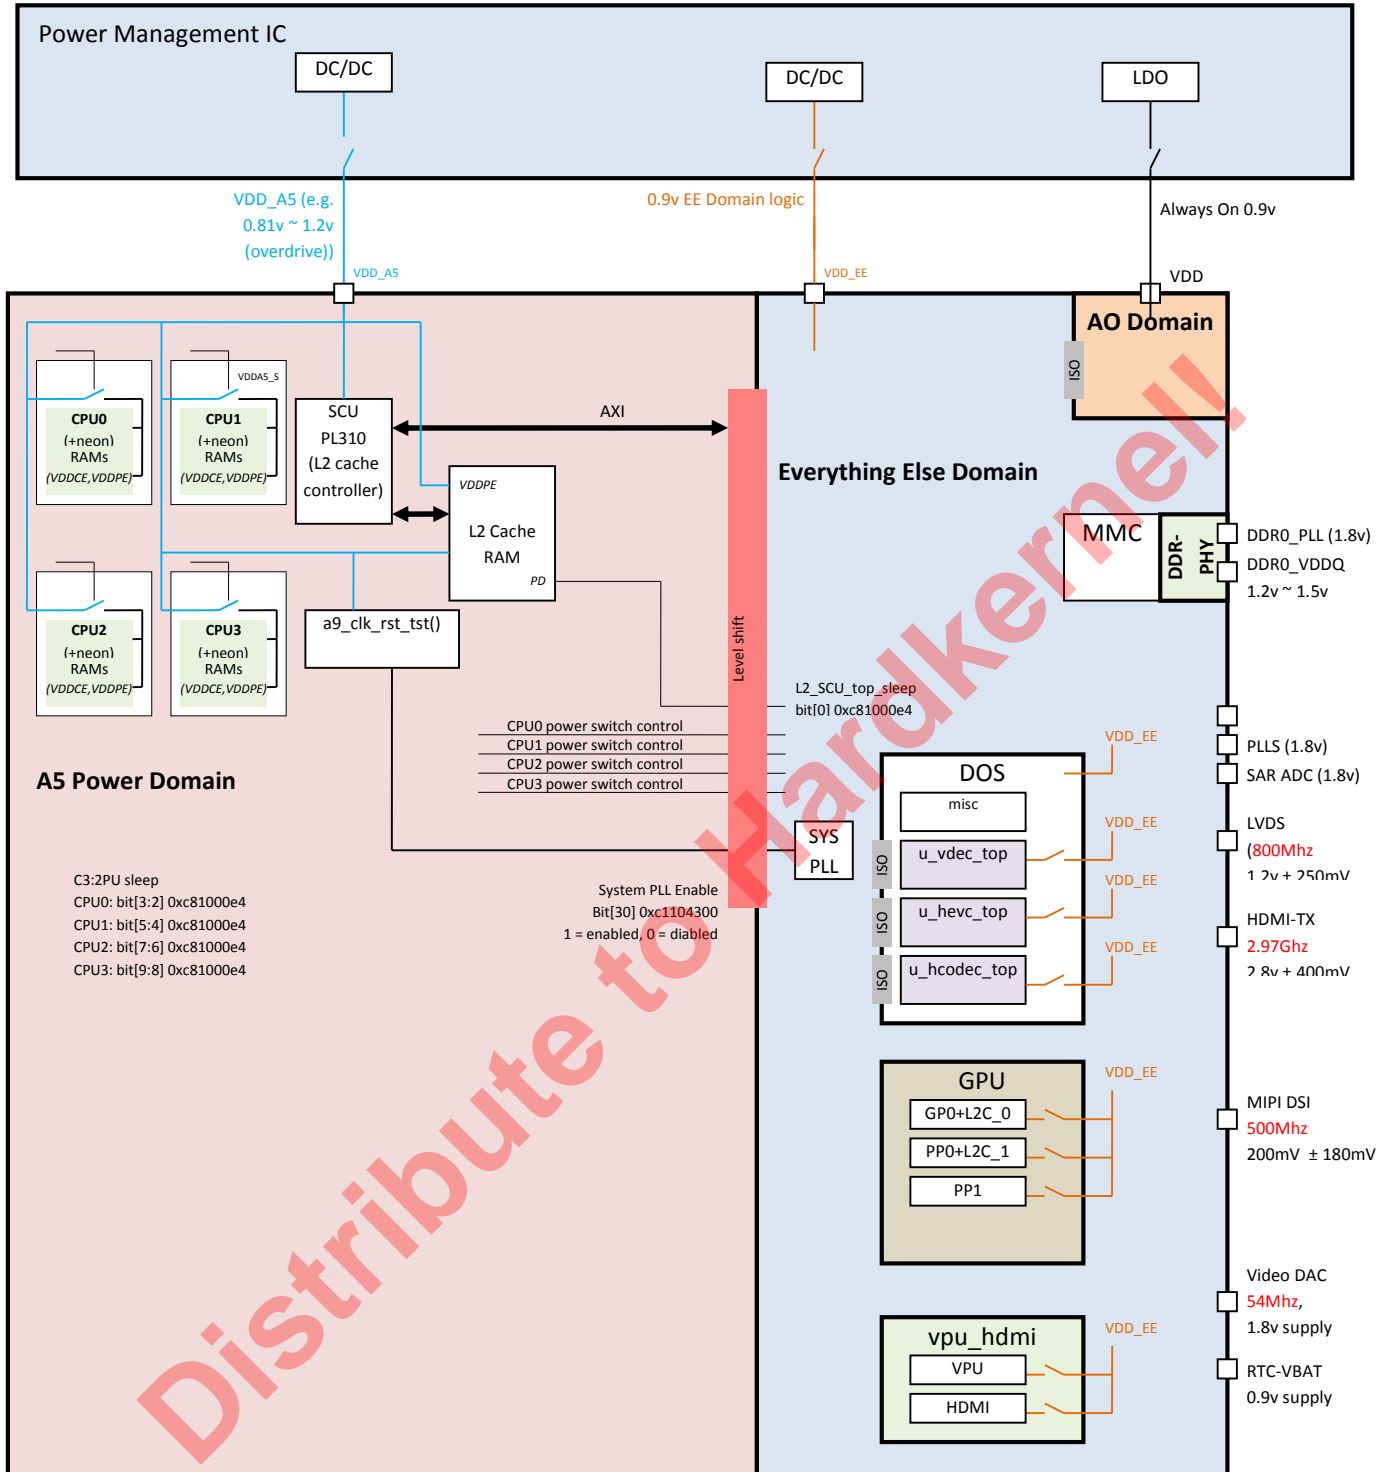 Power Management IC
DC/DC
DC/DC
LDO
VDD_A5 (e.g.
0.81v ~ 1.2v
(overdrive))
0.9v EE Domain logic
Always On 0.9v
VDD_A5
VDD_EE
VDD
AO Domain
ISO
VDDA5_S
CPU0
(+neon)
RAMs
(VDDCE,VDDPE)
CPU1
(+neon)
RAMs
(VDDCE,VDDPE)
SCU
PL310
(L2 cache
controller)
AXI
VDDPE
L2 Cache
RAM
PD
Everything Else Domain
MMC
DDR-
PHY
DDR0_PLL (1.8v)
DDR0_VDDQ
1.2v ~ 1.5v
CPU2
(+neon)
RAMs
(VDDCE,VDDPE)
CPU3
(+neon)
RAMs
(VDDCE,VDDPE)
a9_clk_rst_tst()
Level shift
L2_SCU_top_sleep
bit[0] 0xc81000e4
CPU0 power switch control
CPU1 power switch control
CPU2 power switch control
CPU3 power switch control
A5 Power Domain
SYS
PLL
VDD_EE
DOS
misc
VDD_EE
ISO
u_vdec_top
VDD_EE
ISO
u_hevc_top
VDD_EE
ISO
u_hcodec_top
PLLS (1.8v)
SAR ADC (1.8v)
LVDS
(800Mhz
1.2v ± 250mV
HDMI-TX
2.97Ghz
2.8v ± 400mV
C3:2PU sleep
CPU0: bit[3:2] 0xc81000e4
CPU1: bit[5:4] 0xc81000e4
CPU2: bit[7:6] 0xc81000e4
CPU3: bit[9:8] 0xc81000e4
System PLL Enable
Bit[30] 0xc1104300
1 = enabled, 0 = diabled
GPU
VDD_EE
GP0+L2C_0
PP0+L2C_1
PP1
MIPI DSI
500Mhz
200mV ± 180mV
Video DAC
54Mhz,
1.8v supply
vpu_hdmi
VDD_EE
VPU
HDMI
RTC-VBAT
0.9v supply
Distribute to Hardkernel!